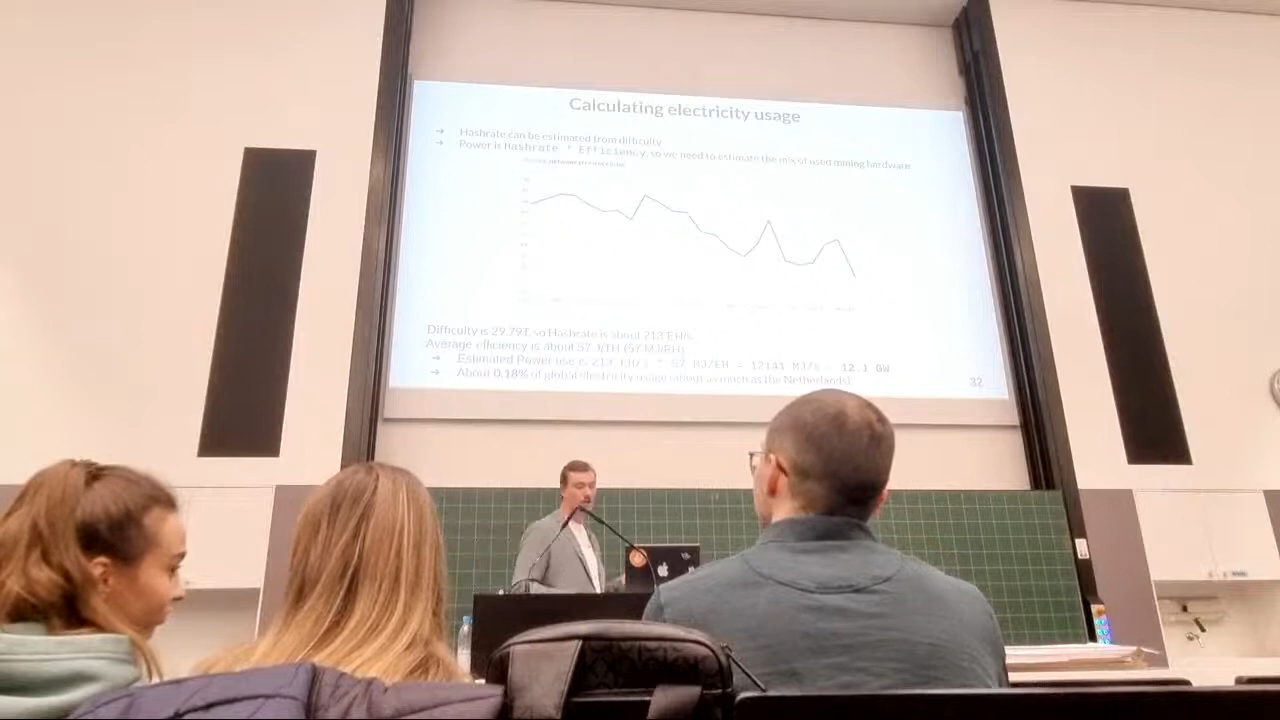 Calculating electricity usage
➔ Hashrate can be estimated from difficulty
➔ Power is Hashrate * Efficiency, so we need to estimate the mix of used mining hardware
Difficulty is 29.79T so Hashrate is about 213 EH/s
Average efficiency is about 57 J/TH (57 MJ/EH)
➔ Estimated Power use is 213 EH/s * 57 MJ/EH = 12141 MJ/s = 12.1 GW
➔ About 0.18% of global electricity usage (about as much as the Netherlands)
32